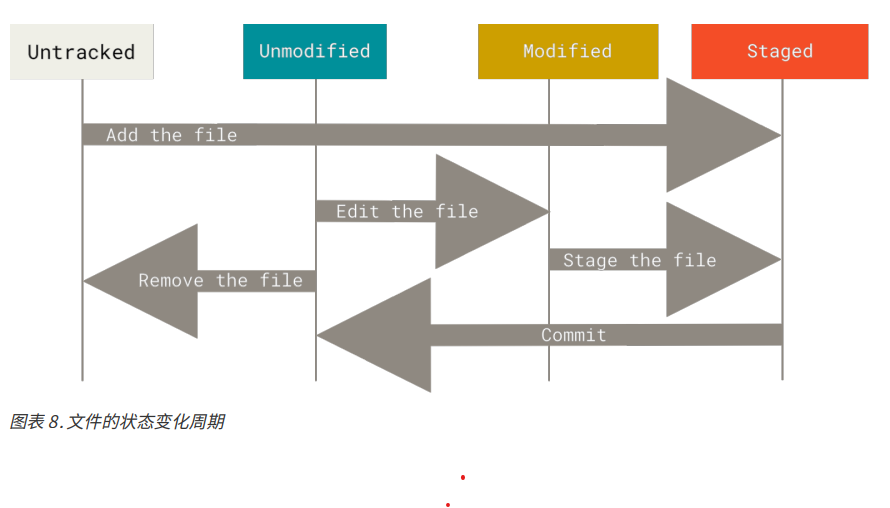 Untracked
Unmodified
Modified
Staged
Add the file
Edit the file
Stage the file
Remove the file
Commit
图表 8. 文件的状态变化周期